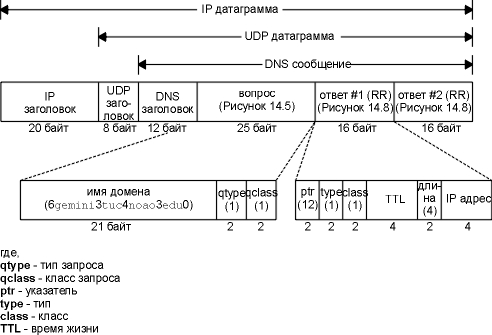 IP датаграмма
UDP датаграмма
DNS сообщение
IP
заголовок
UDP
заго-
ловок
DNS
заголовок
вопрос
(Рисунок 14.5)
ответ #1 (RR)
(Рисунок 14.8)
ответ #2 (RR)
(Рисунок 14.8)
20 байт
8 байт
12 байт
25 байт
16 байт
16 байт
имя домена
(6gemini3tuc4noao3edu0)
qtype
(1)
qclass
(1)
ptr
(12)
type
(1)
class
(1)
TTL
дли-
на
(4)
IP адрес
21 байт
2
2
2
2
2
4
2
4
где,
qtype - тип запроса
qclass - класс запроса
ptr - указатель
type - тип
class - класс
TTL - время жизни